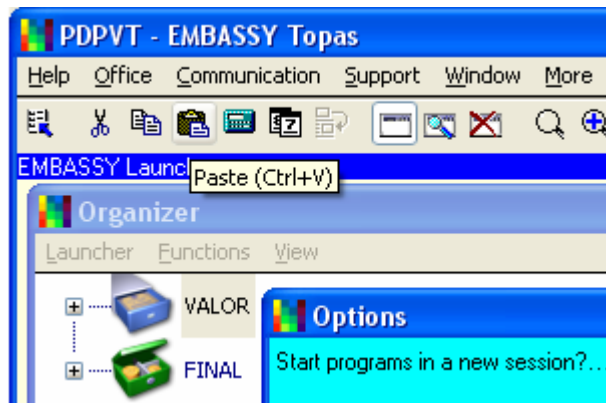 PDPVT - EMBASSY Topas
Help Office Communication Support Window More
EMBASSY Launc
Paste (Ctrl+V)
Organizer
Launcher Functions View
VALOR
Options
FINAL
Start programs in a new session?...